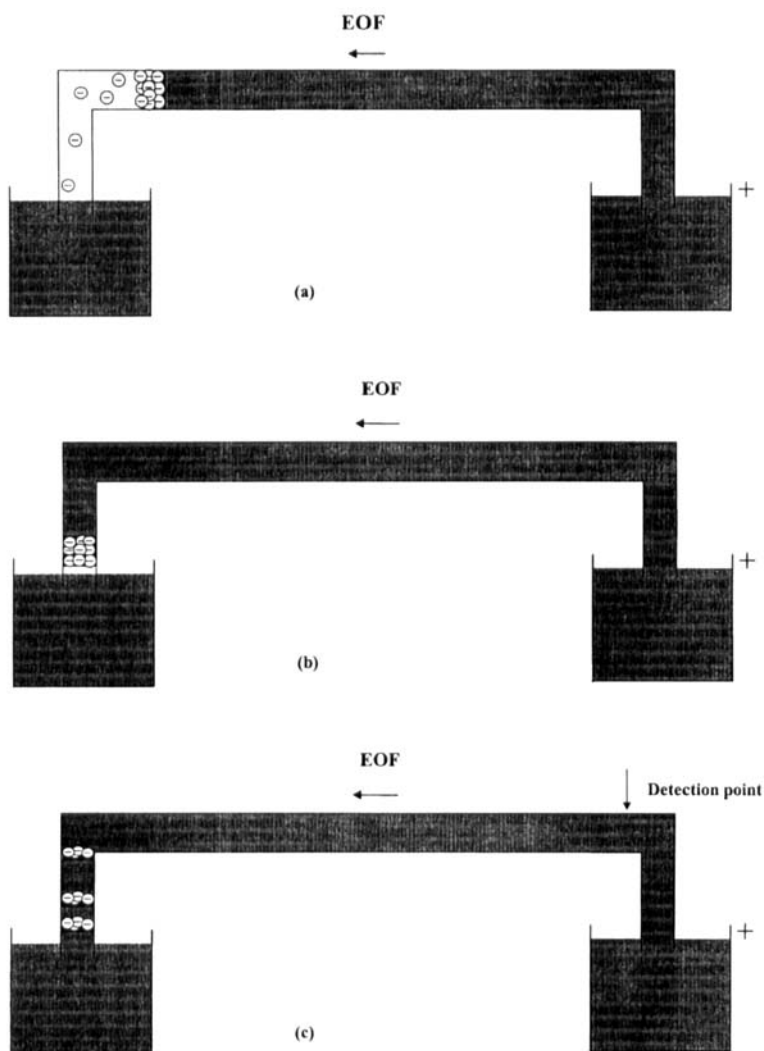 EOF
+
(a)
EOF
+
(b)
EOF
Detection point
+
(c)